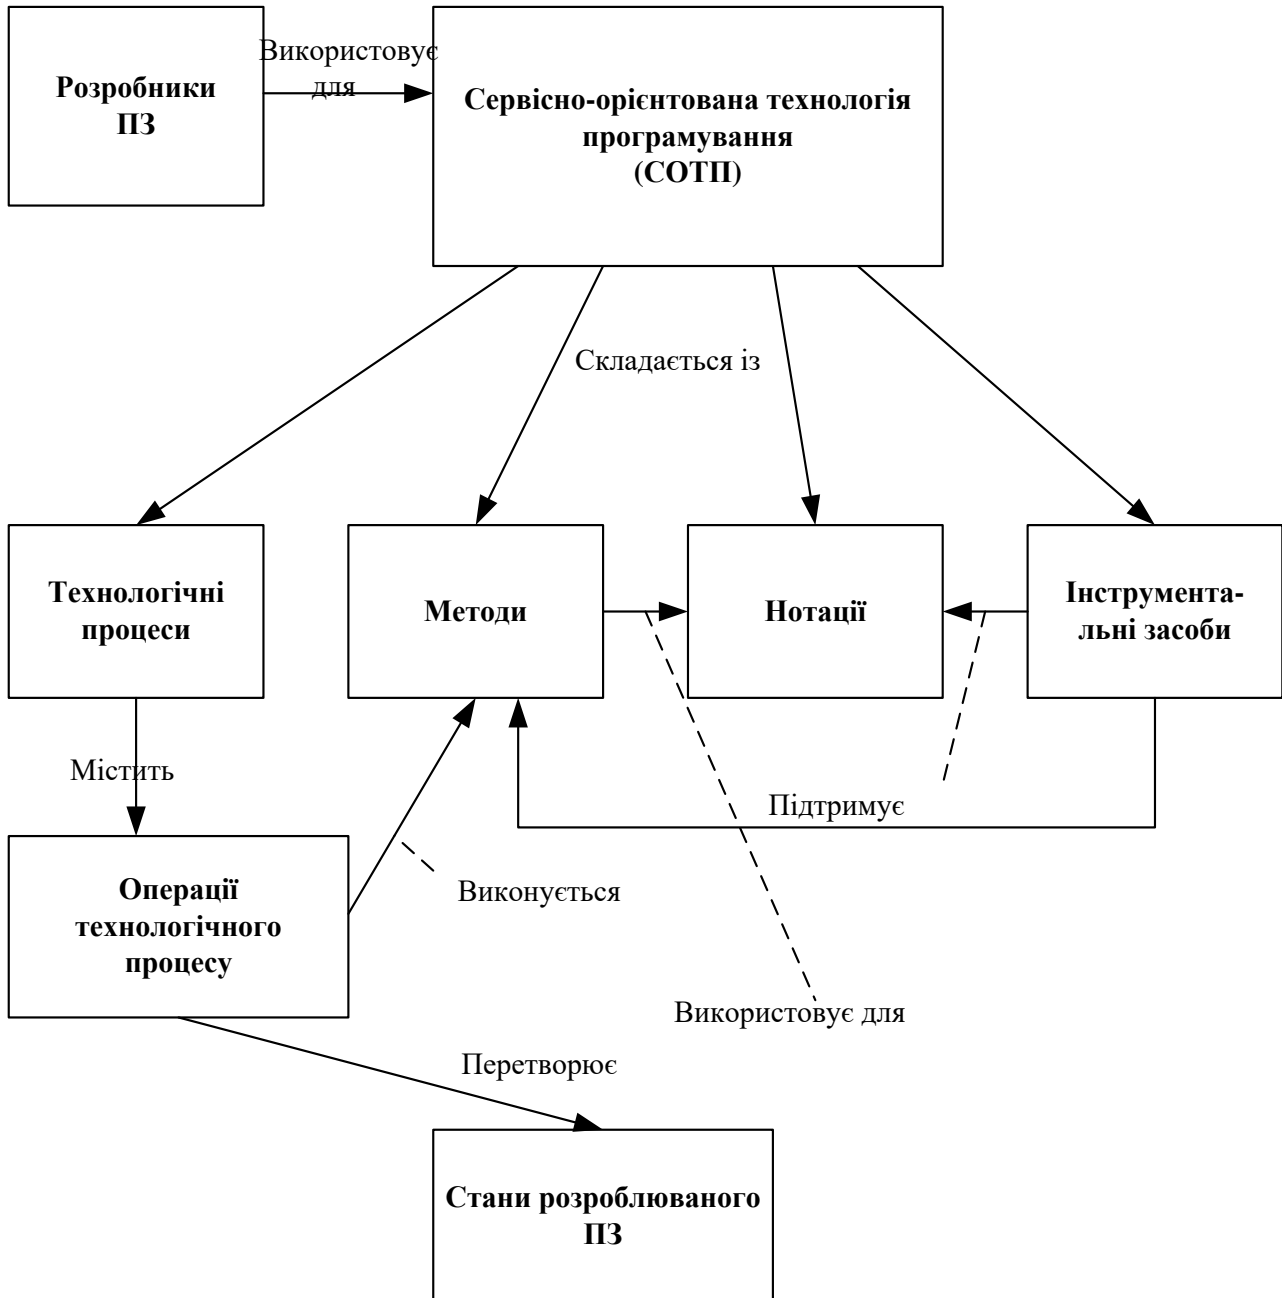 Розробники
ПЗ
Використовує
для
Сервісно-орієнтована технологія
програмування
(СОТП)
Складається із
Технологічні
процеси
Методи
Нотації
Інструмента-
льні засоби
Містить
Підтримує
Операції
технологічного
процесу
Виконується
Використовує для
Перетворює
Стани розроблюваного
ПЗ